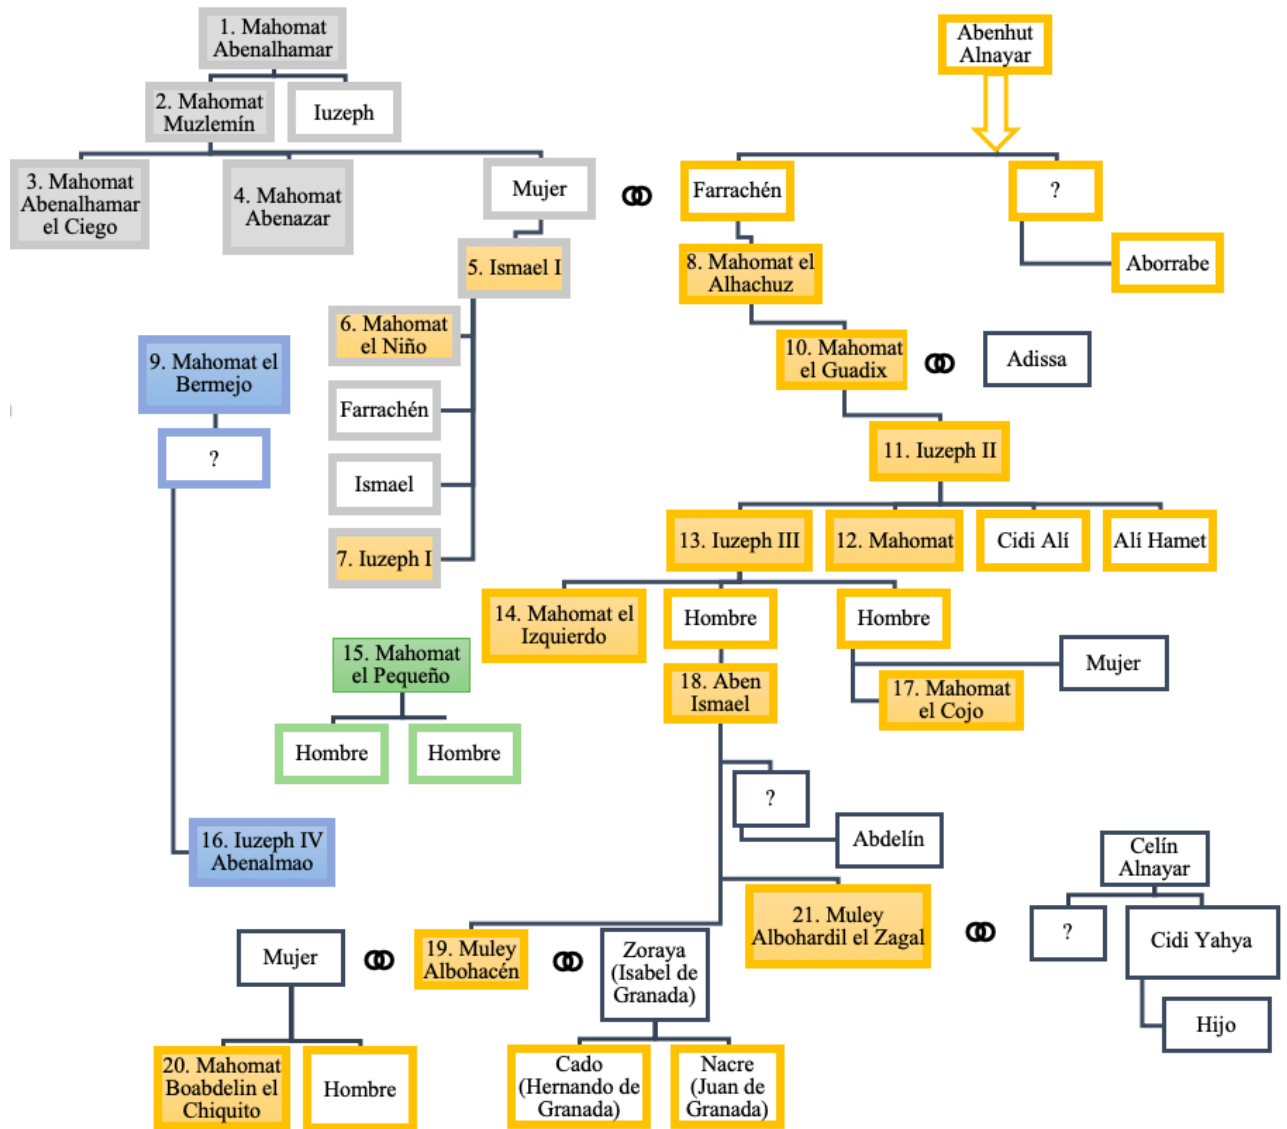 1. Mahomat
Abenalhamar
Abenhut
Alnayar
2. Mahomat
Muzlemín
Iuzeph
3. Mahomat
Abenalhamar
el Ciego
4. Mahomat
Abenazar
Mujer
Farrachén
?
5. Ismael I
8. Mahomat el
Alhachuz
Aborrabe
6. Mahomat
el Niño
9. Mahomat el
Bermejo
10. Mahomat
el Guadix
Adissa
Farrachén
?
11. Iuzeph II
Ismael
7. Iuzeph I
13. Iuzeph III
12. Mahomat
Cidi Alí
Alí Hamet
14. Mahomat el
Izquierdo
Hombre
Hombre
15. Mahomat
el Pequeño
Mujer
18. Aben
Ismael
17. Mahomat
el Cojo
Hombre
Hombre
?
Abdelín
16. Iuzeph IV
Abenalmao
Celín
Alnayar
21. Muley
Albohardil el Zagal
?
Cidi Yahya
Mujer
19. Muley
Albohacén
Zoraya
(Isabel de
Granada)
Hijo
20. Mahomat
Boabdelin el
Chiquito
Hombre
Cado
(Hernando de
Granada)
Nacre
(Juan de
Granada)